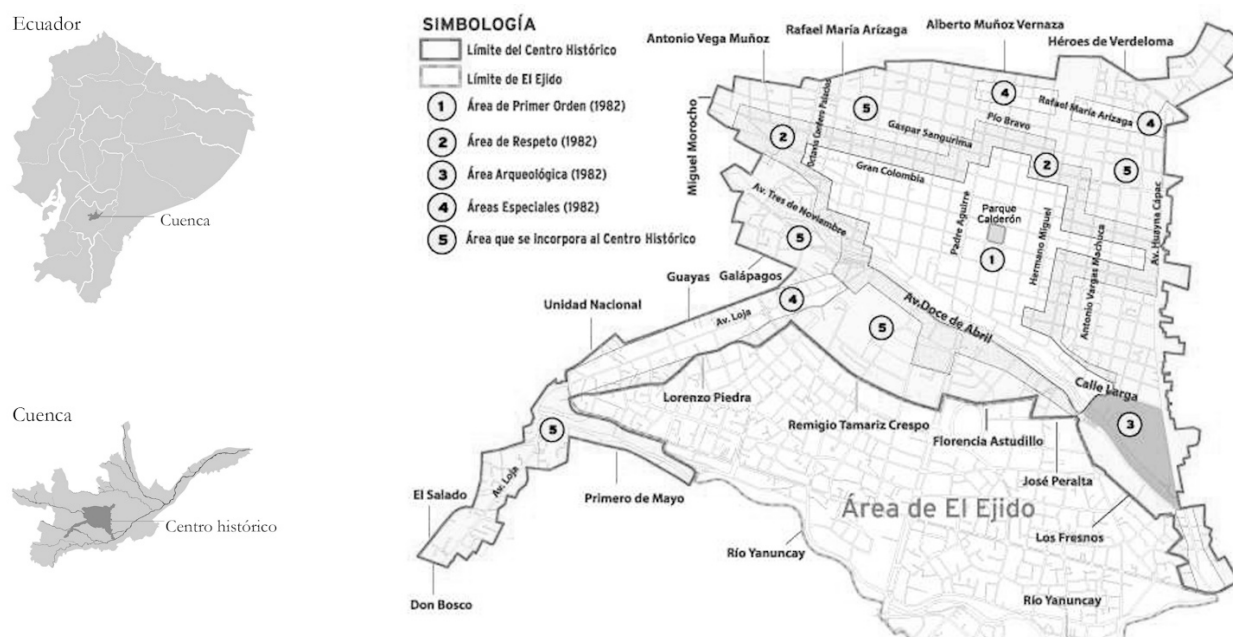 Ecuador
Cuenca
Cuenca
Centro histórico
SIMBOLOGÍA
Límite del Centro Histórico
Límite de El Ejido
1 Área de Primer Orden (1982)
2 Área de Respeto (1982)
3 Área Arqueológica (1982)
4 Áreas Especiales (1982)
5 Área que se incorpora al Centro Histórico
Antonio Vega Muñoz
Rafael María Arízaga
Alberto Muñoz Vernaza
Héroes de Verdeloma
Miguel Morocho
Octavio Cordero Palacios
5
4
Rafael María Arízaga
4
2
Gaspar Sangurima
Pío Bravo
2
5
Gran Colombia
Av. Tres de Noviembre
Padre Aguirre
Parque
Calderón
Hermano Miguel
Antonio Vargas Machuca
Av. Huayna Cápac
5
1
Galápagos
Guayas
Unidad Nacional
4
Av. Loja
5
Av. Doce de Abril
Calle Larga
3
Lorenzo Piedra
Remigio Tamariz Crespo
Florencia Astudillo
José Peralta
5
Av. Loja
El Salado
Primero de Mayo
Área de El Ejido
Los Fresnos
Río Yanuncay
Don Bosco
Río Yanuncay